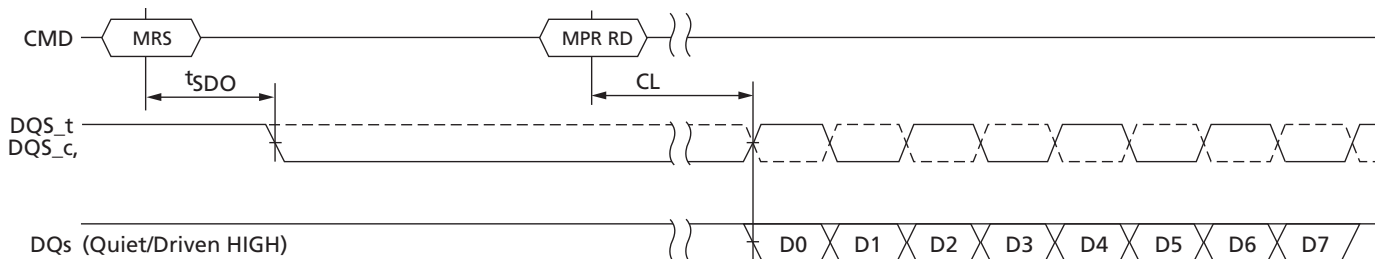 CMD MRS MPR RD
tSDO CL
DQS_t
DQS_c,
DQs (Quiet/Driven HIGH) D0 D1 D2 D3 D4 D5 D6 D7